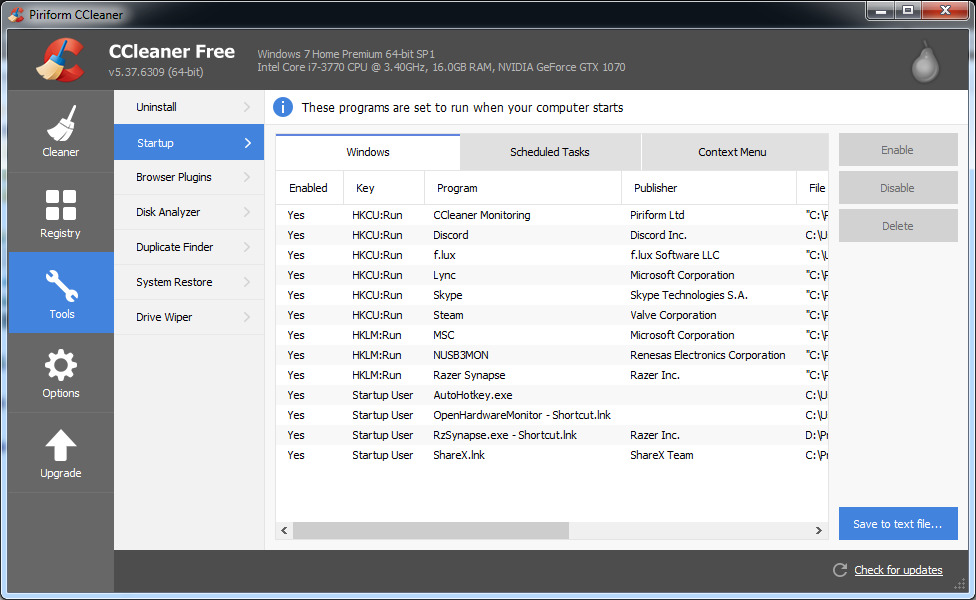 Piriform CCleaner
CCleaner Free
v5.37.6309 (64-bit)
Windows 7 Home Premium 64-bit SP1
Intel Core i7-3770 CPU @ 3.40GHz, 16.0GB RAM, NVIDIA GeForce GTX 1070
Cleaner
Registry
Tools
Options
Upgrade
Uninstall
Startup
Browser Plugins
Disk Analyzer
Duplicate Finder
System Restore
Drive Wiper
These programs are set to run when your computer starts
Windows Scheduled Tasks Context Menu
Enabled Key Program Publisher File
Yes HKCU:Run CCleaner Monitoring Piriform Ltd "C:\P
Yes HKCU:Run Discord Discord Inc. C:\U
Yes HKCU:Run f.lux f.lux Software LLC "C:\U
Yes HKCU:Run Lync Microsoft Corporation "C:\P
Yes HKCU:Run Skype Skype Technologies S.A. "C:\P
Yes HKCU:Run Steam Valve Corporation "C:\P
Yes HKLM:Run MSC Microsoft Corporation "C:\P
Yes HKLM:Run NUSB3MON Renesas Electronics Corporation "C:\P
Yes HKLM:Run Razer Synapse Razer Inc. "C:\P
Yes Startup User AutoHotkey.exe C:\U
Yes Startup User OpenHardwareMonitor - Shortcut.lnk C:\U
Yes Startup User RzSynapse.exe - Shortcut.lnk Razer Inc. D:\Pr
Yes Startup User ShareX.lnk ShareX Team C:\Pr
Enable
Disable
Delete
Save to text file...
Check for updates